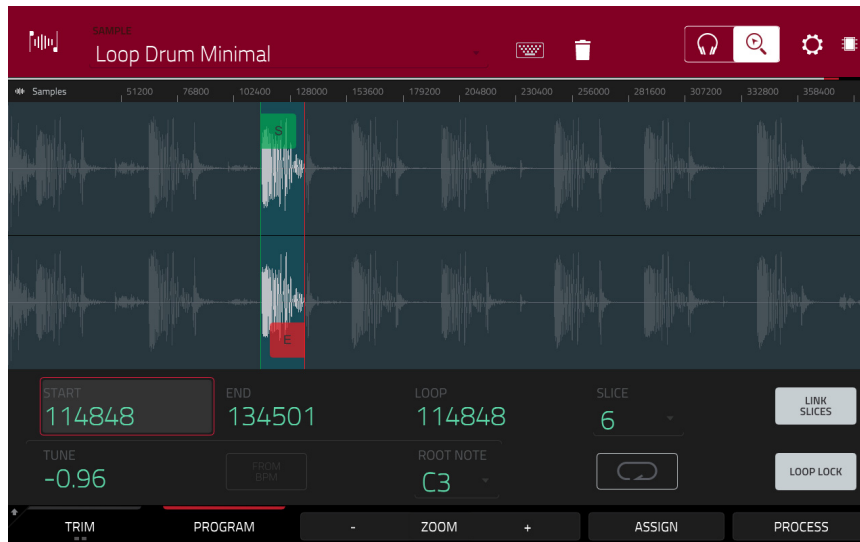 SAMPLE
Loop Drum Minimal
Samples 51200 76800 102400 128000 153600 179200 204800 230400 256000 281600 307200 332800 358400
S
E
START END LOOP SLICE
114848 134501 114848 6
LINK SLICES
TUNE FROM BPM ROOT NOTE
-0.96 C3
LOOP LOCK
TRIM PROGRAM - ZOOM + ASSIGN PROCESS